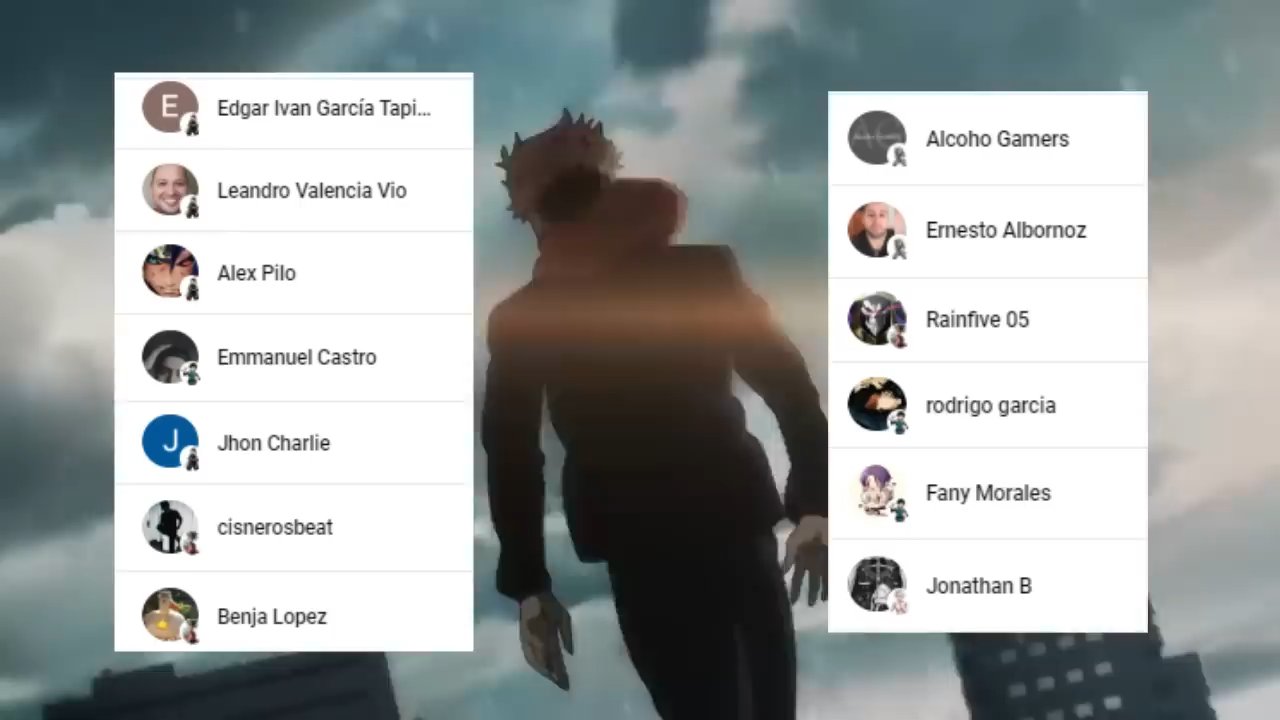 E
Edgar Ivan García Tapi...
Leandro Valencia Vio
Alex Pilo
Emmanuel Castro
J
Jhon Charlie
cisnerosbeat
Benja Lopez
Alcoho Gamers
Ernesto Albornoz
Rainfive 05
rodrigo garcia
Fany Morales
Jonathan B